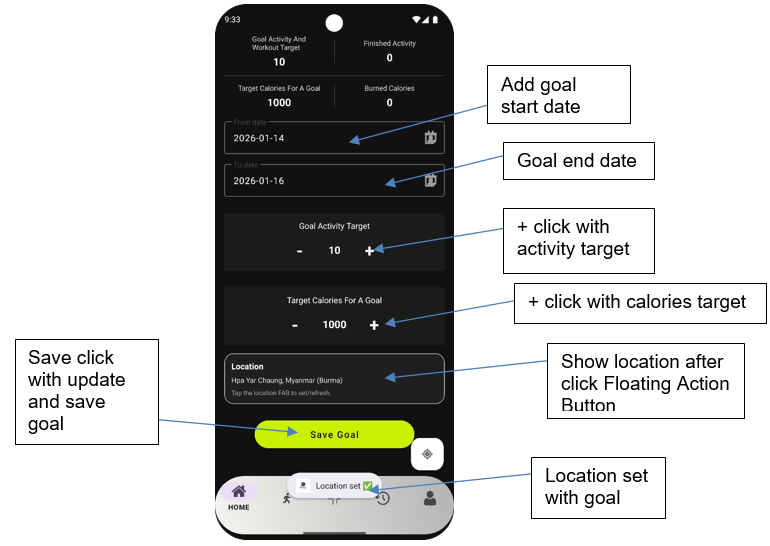 9:33
Goal Activity And
Workout Target
10
Finished Activity
0
Target Calories For A Goal
1000
Burned Calories
0
From date
2026-01-14
To date
2026-01-16
Goal Activity Target
- 10 +
Target Calories For A Goal
- 1000 +
Location
Hpa Yar Chaung, Myanmar (Burma)
Tap the location FAB to set/refresh.
Save Goal
Location set ✅
HOME
Add goal
start date
Goal end date
+ click with
activity target
+ click with calories target
Show location after
click Floating Action
Button
Save click
with update
and save
goal
Location set
with goal